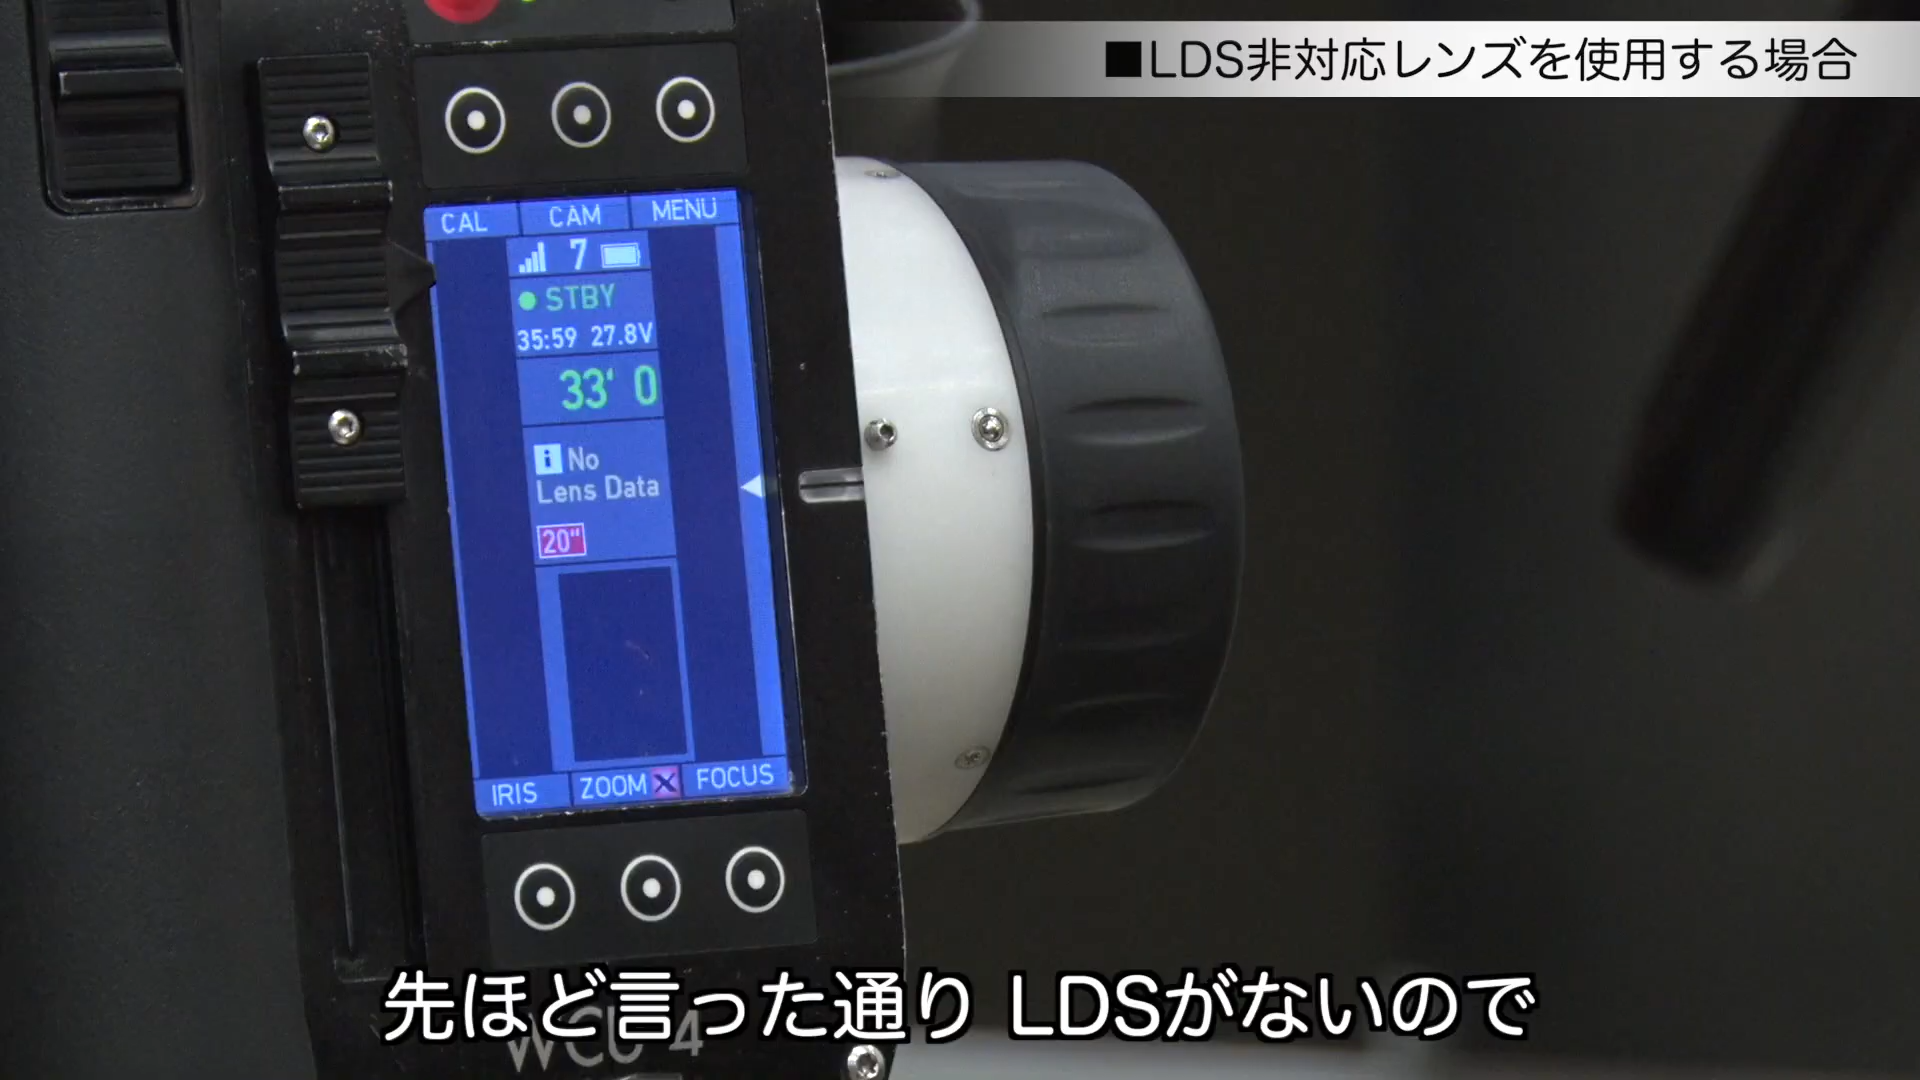 ■LDS非対応レンズを使用する場合
CAL CAM MENU
7
STBY
35:59 27.8V
33' 0
i No
Lens Data
20"
IRIS ZOOM X FOCUS
先ほど言った通り LDSがないので
WCU 4